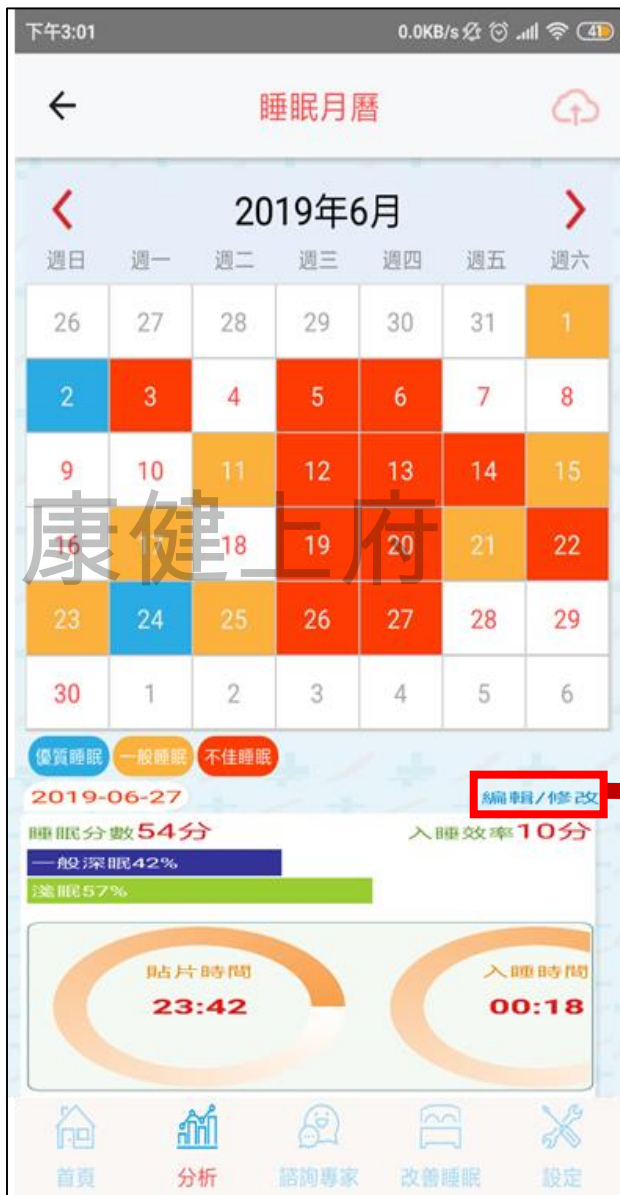 下午3:01 0.0KB/s 41
睡眠月曆
2019年6月
週日 週一 週二 週三 週四 週五 週六
26 27 28 29 30 31 1
2 3 4 5 6 7 8
9 10 11 12 13 14 15
康健上府
16 17 18 19 20 21 22
23 24 25 26 27 28 29
30 1 2 3 4 5 6
優質睡眠 一般睡眠 不佳睡眠
2019-06-27 編輯/修改
睡眠分數54分 入睡效率10分
一般深眠42%
淺眠57%
貼片時間 入睡時間
23:42 00:18
首頁 分析 諮詢專家 改善睡眠 設定